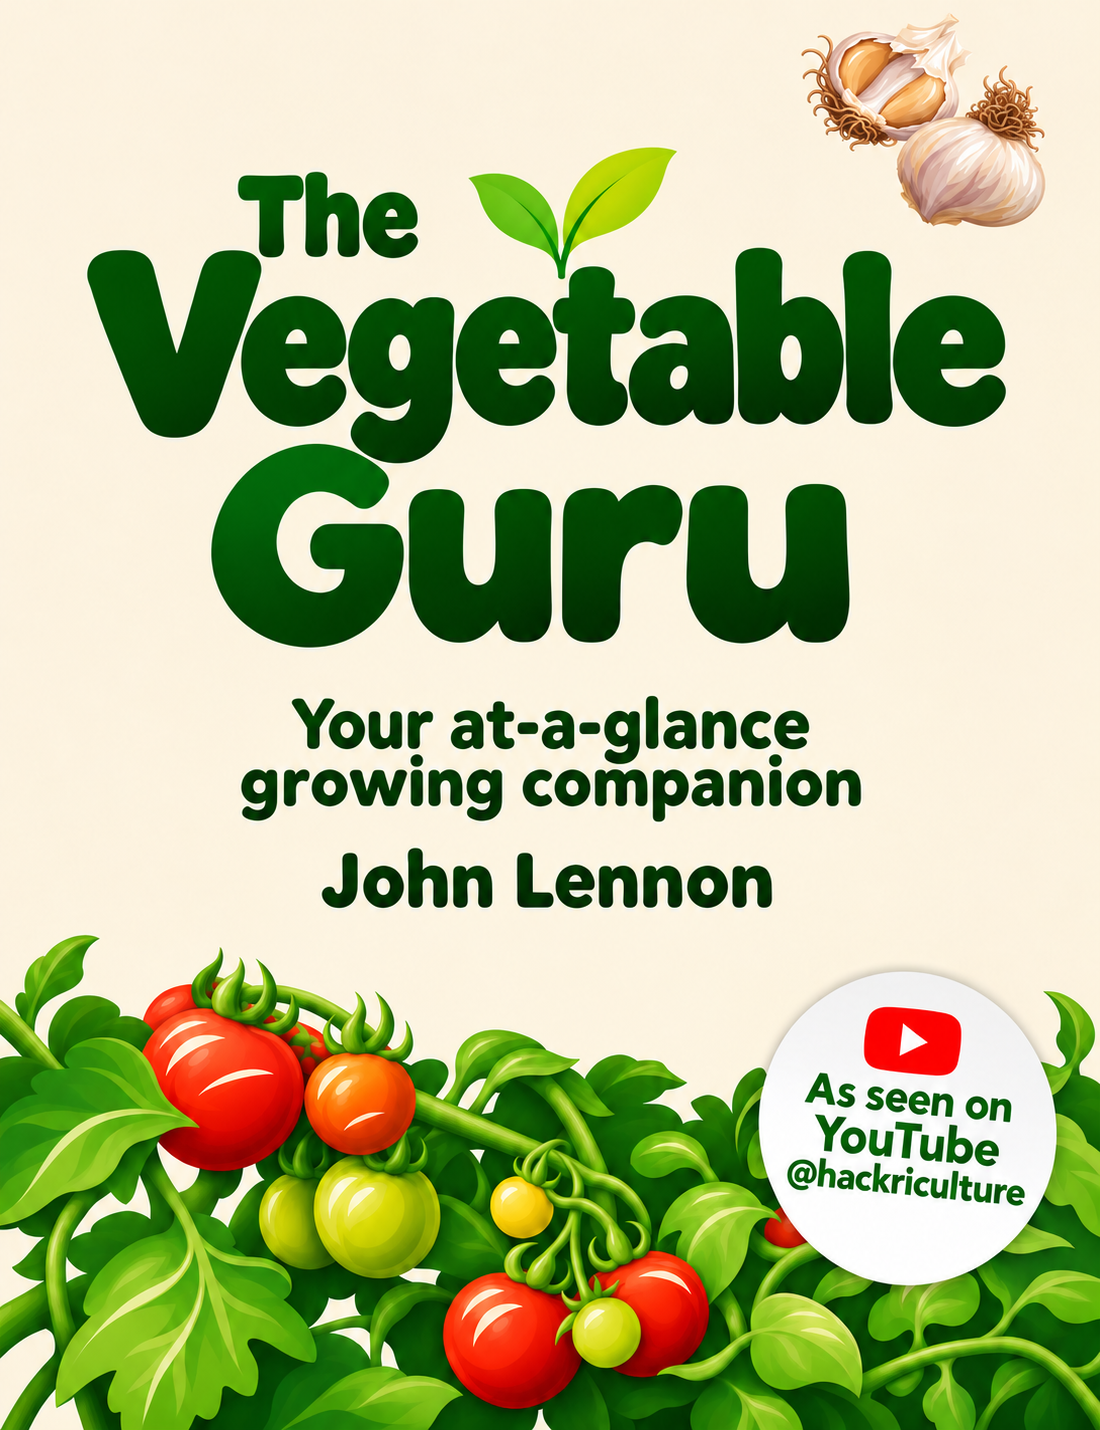 The
Vegetable
Guru
Your at-a-glance
growing companion
John Lennon
As seen on
YouTube
@hackriculture